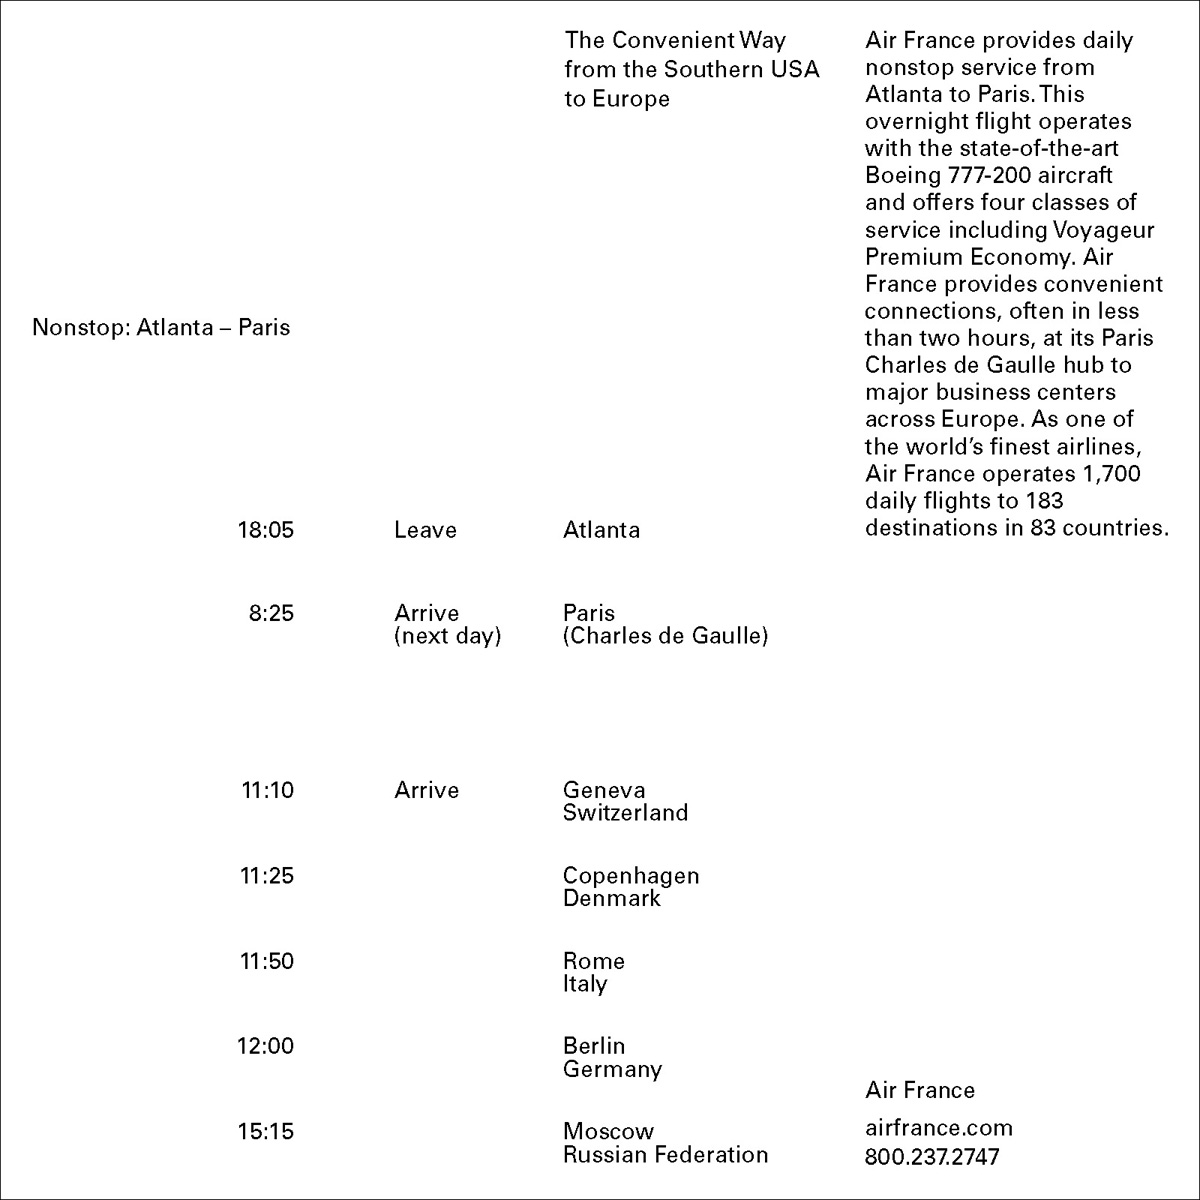 The Convenient Way
from the Southern USA
to Europe
Air France provides daily
nonstop service from
Atlanta to Paris. This
overnight flight operates
with the state-of-the-art
Boeing 777-200 aircraft
and offers four classes of
service including Voyageur
Premium Economy. Air
France provides convenient
connections, often in less
than two hours, at its Paris
Charles de Gaulle hub to
major business centers
across Europe. As one of
the world’s finest airlines,
Air France operates 1,700
daily flights to 183
destinations in 83 countries.
Nonstop: Atlanta – Paris
18:05 Leave Atlanta
8:25 Arrive Paris
(next day) (Charles de Gaulle)
11:10 Arrive Geneva
Switzerland
11:25 Copenhagen
Denmark
11:50 Rome
Italy
12:00 Berlin
Germany
15:15 Moscow
Russian Federation
Air France
airfrance.com
800.237.2747